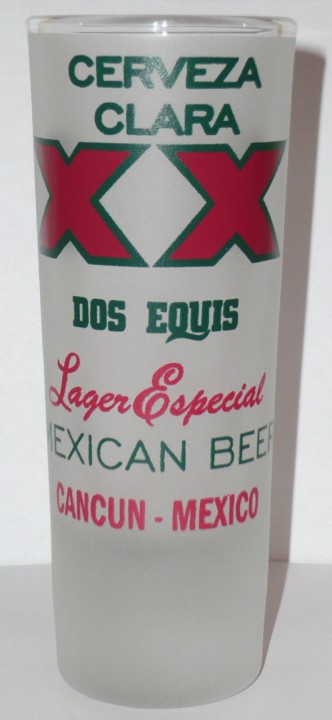 CERVEZA
CLARA
XX
DOS EQUIS
Lager Especial
MEXICAN BEER
CANCUN - MEXICO